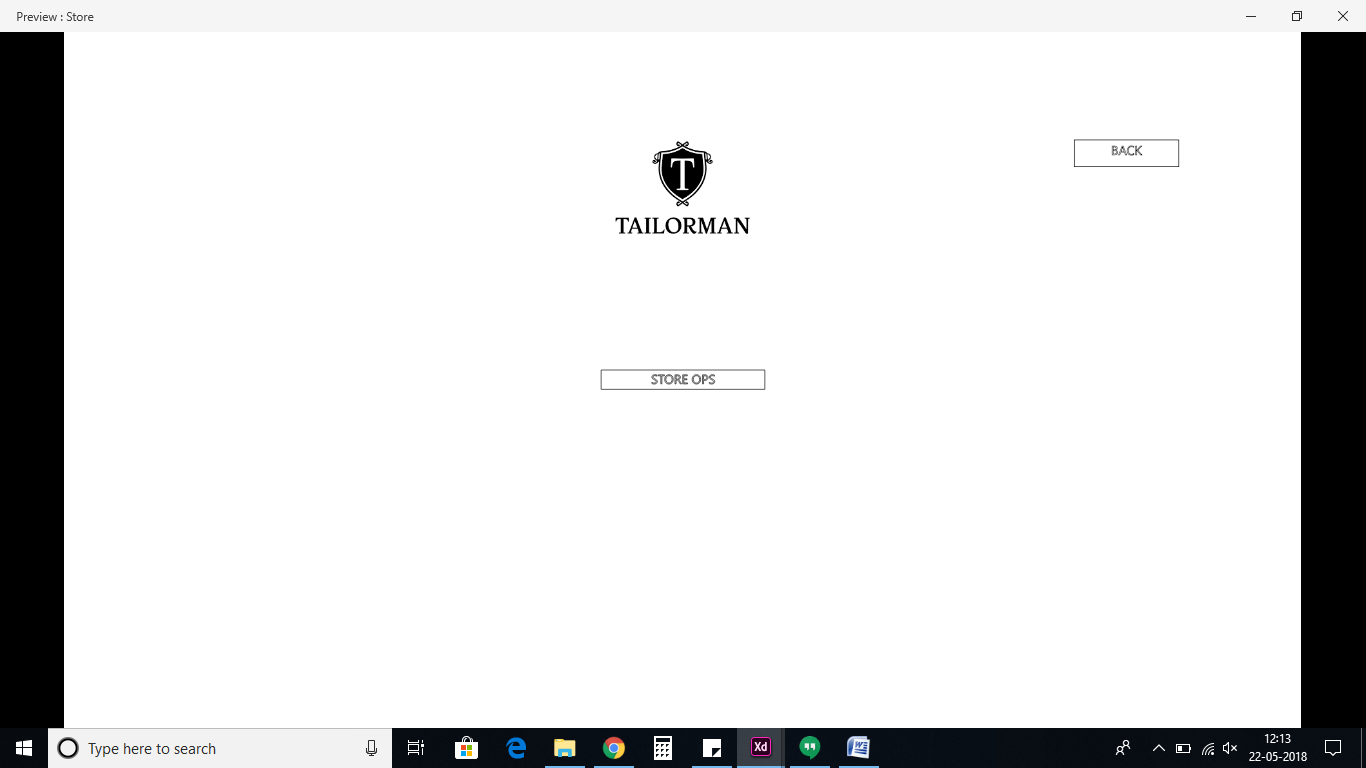 Preview : Store
BACK
T
TAILORMAN
STORE OPS
Type here to search
Xd
W
12:13
22-05-2018